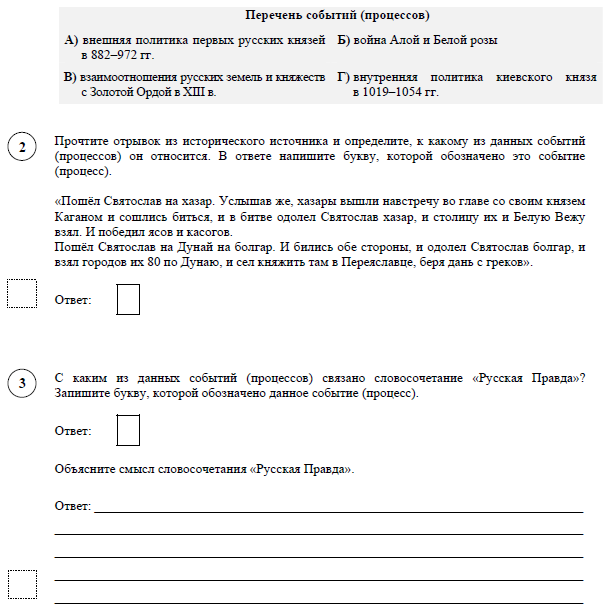 Перечень событий (процессов)
А) внешняя политика первых русских князей
в 882–972 гг.
Б) война Алой и Белой розы
В) взаимоотношения русских земель и княжеств
с Золотой Ордой в XIII в.
Г) внутренняя политика киевского князя
в 1019–1054 гг.
2
Прочтите отрывок из исторического источника и определите, к какому из данных событий
(процессов) он относится. В ответе напишите букву, которой обозначено это событие
(процесс).
«Пошёл Святослав на хазар. Услышав же, хазары вышли навстречу во главе со своим князем
Каганом и сошлись биться, и в битве одолел Святослав хазар, и столицу их и Белую Вежу
взял. И победил ясов и касогов.
Пошёл Святослав на Дунай на болгар. И бились обе стороны, и одолел Святослав болгар, и
взял городов их 80 по Дунаю, и сел княжить там в Переяславце, беря дань с греков».
Ответ:
3
С каким из данных событий (процессов) связано словосочетание «Русская Правда»?
Запишите букву, которой обозначено данное событие (процесс).
Ответ:
Объясните смысл словосочетания «Русская Правда».
Ответ: